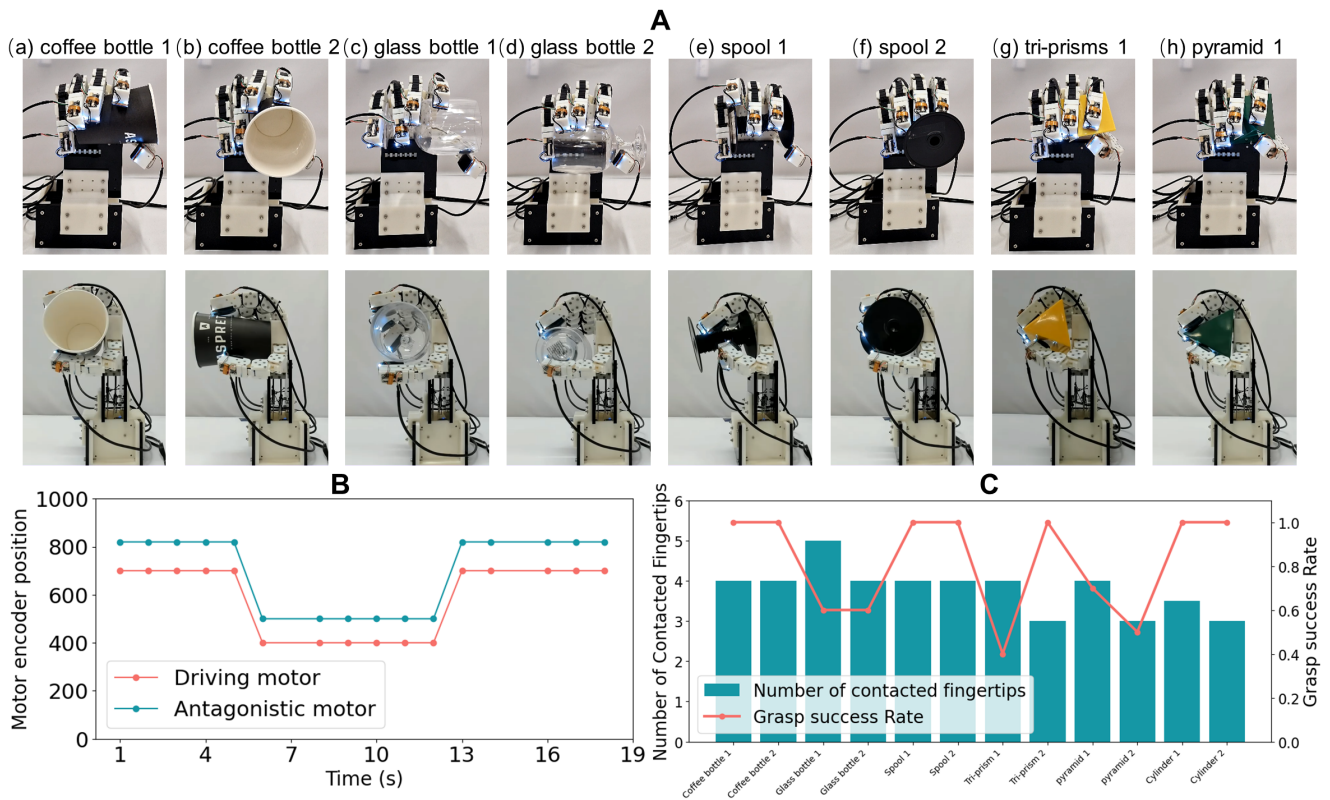 A
(a) coffee bottle 1 (b) coffee bottle 2 (c) glass bottle 1 (d) glass bottle 2 (e) spool 1 (f) spool 2 (g) tri-prisms 1 (h) pyramid 1
B
Motor encoder position
1000
800
600
400
200
0
Driving motor
Antagonistic motor
1 4 7 10 13 16 19
Time (s)
C
Number of Contacted Fingertips
6
5
4
3
2
1
0
Number of contacted fingertips
Grasp success Rate
1.0
0.8
0.6
0.4
0.2
0.0
Grasp success Rate
Coffee bottle 1
Coffee bottle 2
Glass bottle 1
Glass bottle 2
Spool 1
Spool 2
Tri-prism 1
Tri-prism 2
pyramid 1
pyramid 2
Cylinder 1
Cylinder 2